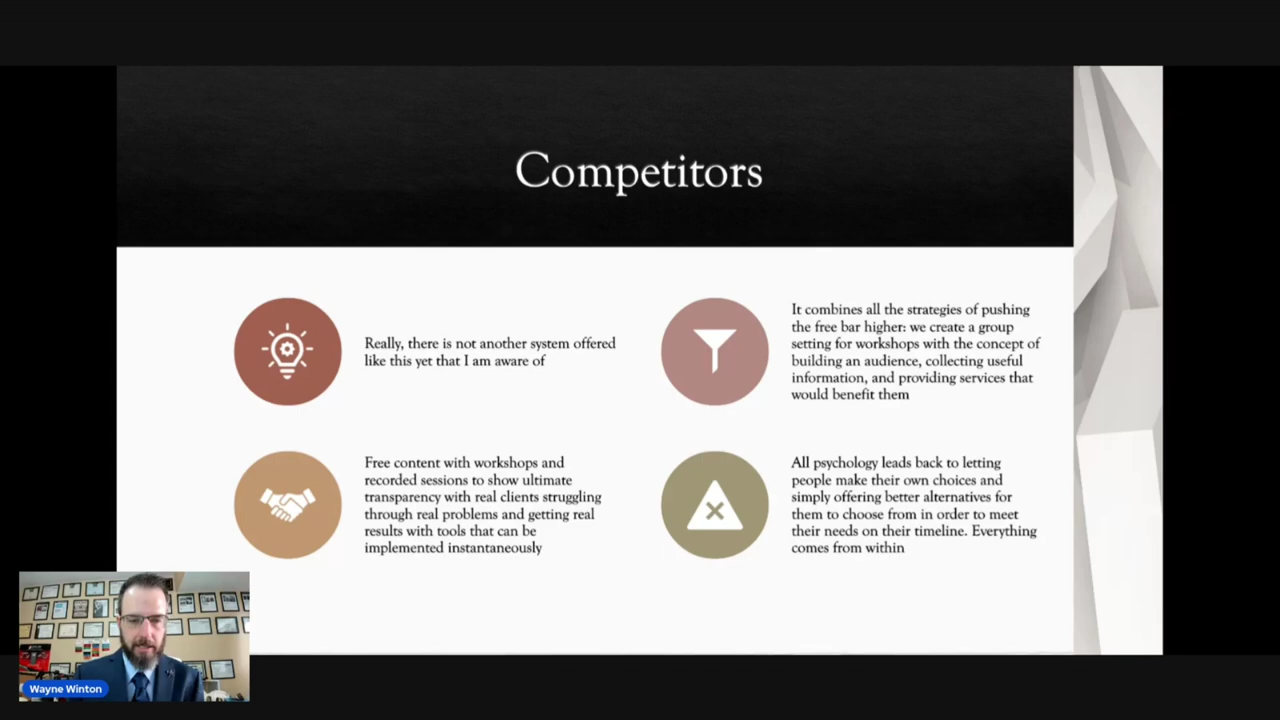 Competitors
Really, there is not another system offered
like this yet that I am aware of
It combines all the strategies of pushing
the free bar higher: we create a group
setting for workshops with the concept of
building an audience, collecting useful
information, and providing services that
would benefit them
Free content with workshops and
recorded sessions to show ultimate
transparency with real clients struggling
through real problems and getting real
results with tools that can be
implemented instantaneously
All psychology leads back to letting
people make their own choices and
simply offering better alternatives for
them to choose from in order to meet
their needs on their timeline. Everything
comes from within
Wayne Winton